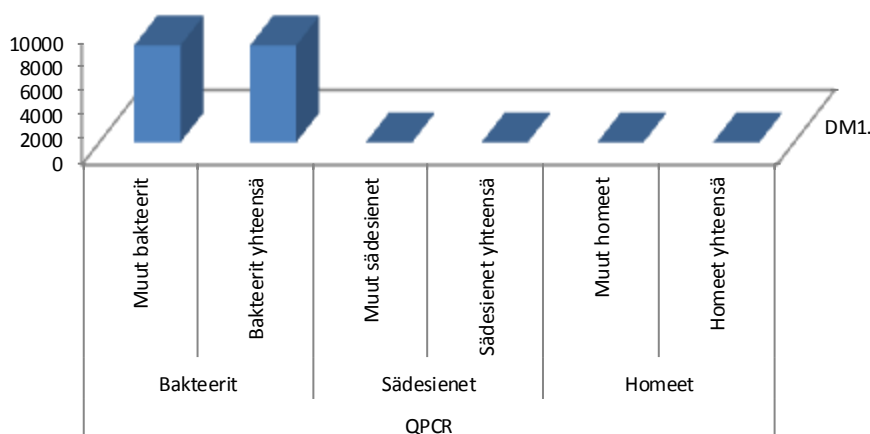 10000
8000
6000
4000
2000
0
DM1.
Muut bakteerit
Bakteerit yhteensä
Muut sädesienet
Sädesienet yhteensä
Muut homeet
Homeet yhteensä
Bakteerit
Sädesienet
Homeet
QPCR